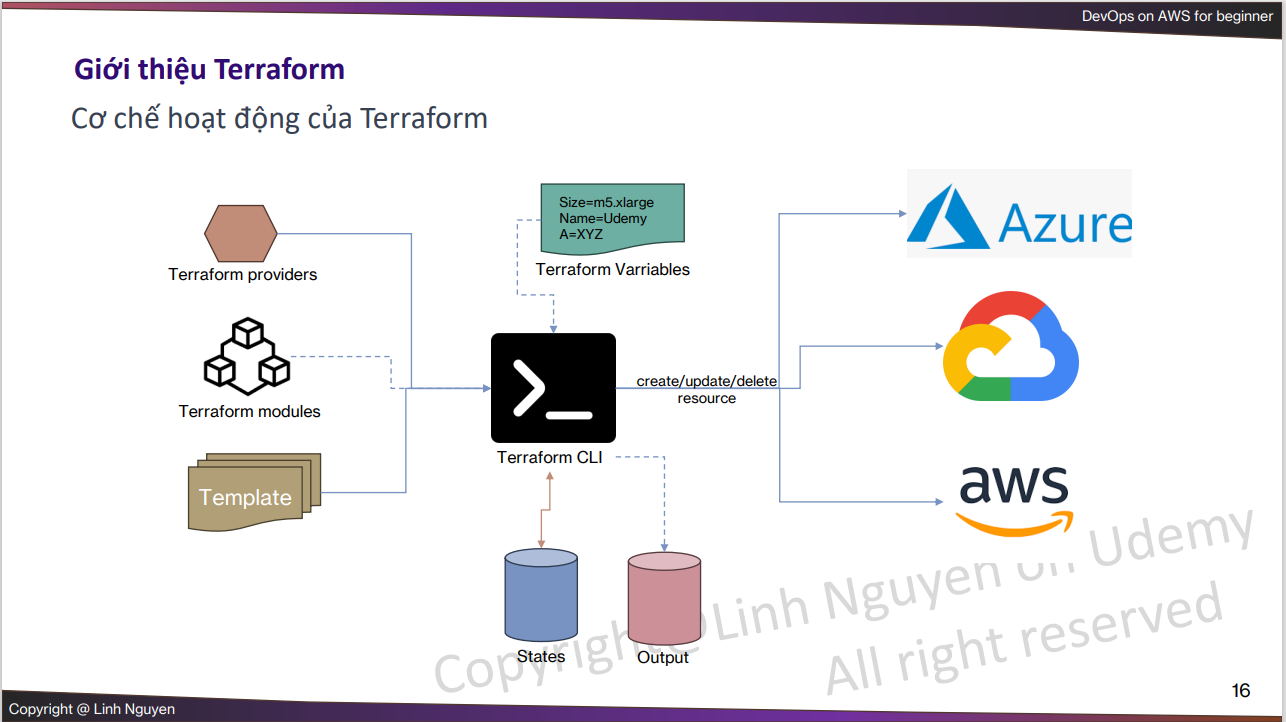 DevOps on AWS for beginner
Giới thiệu Terraform
Cơ chế hoạt động của Terraform
Size=m5.xlarge
Name=Udemy
A=XYZ
Terraform Varriables
Terraform providers
Azure
Terraform modules
create/update/delete
resource
Terraform CLI
Template
aws
States
Output
Copyright@Linh Nguyen on Udemy
All right reserved
16
Copyright @ Linh Nguyen